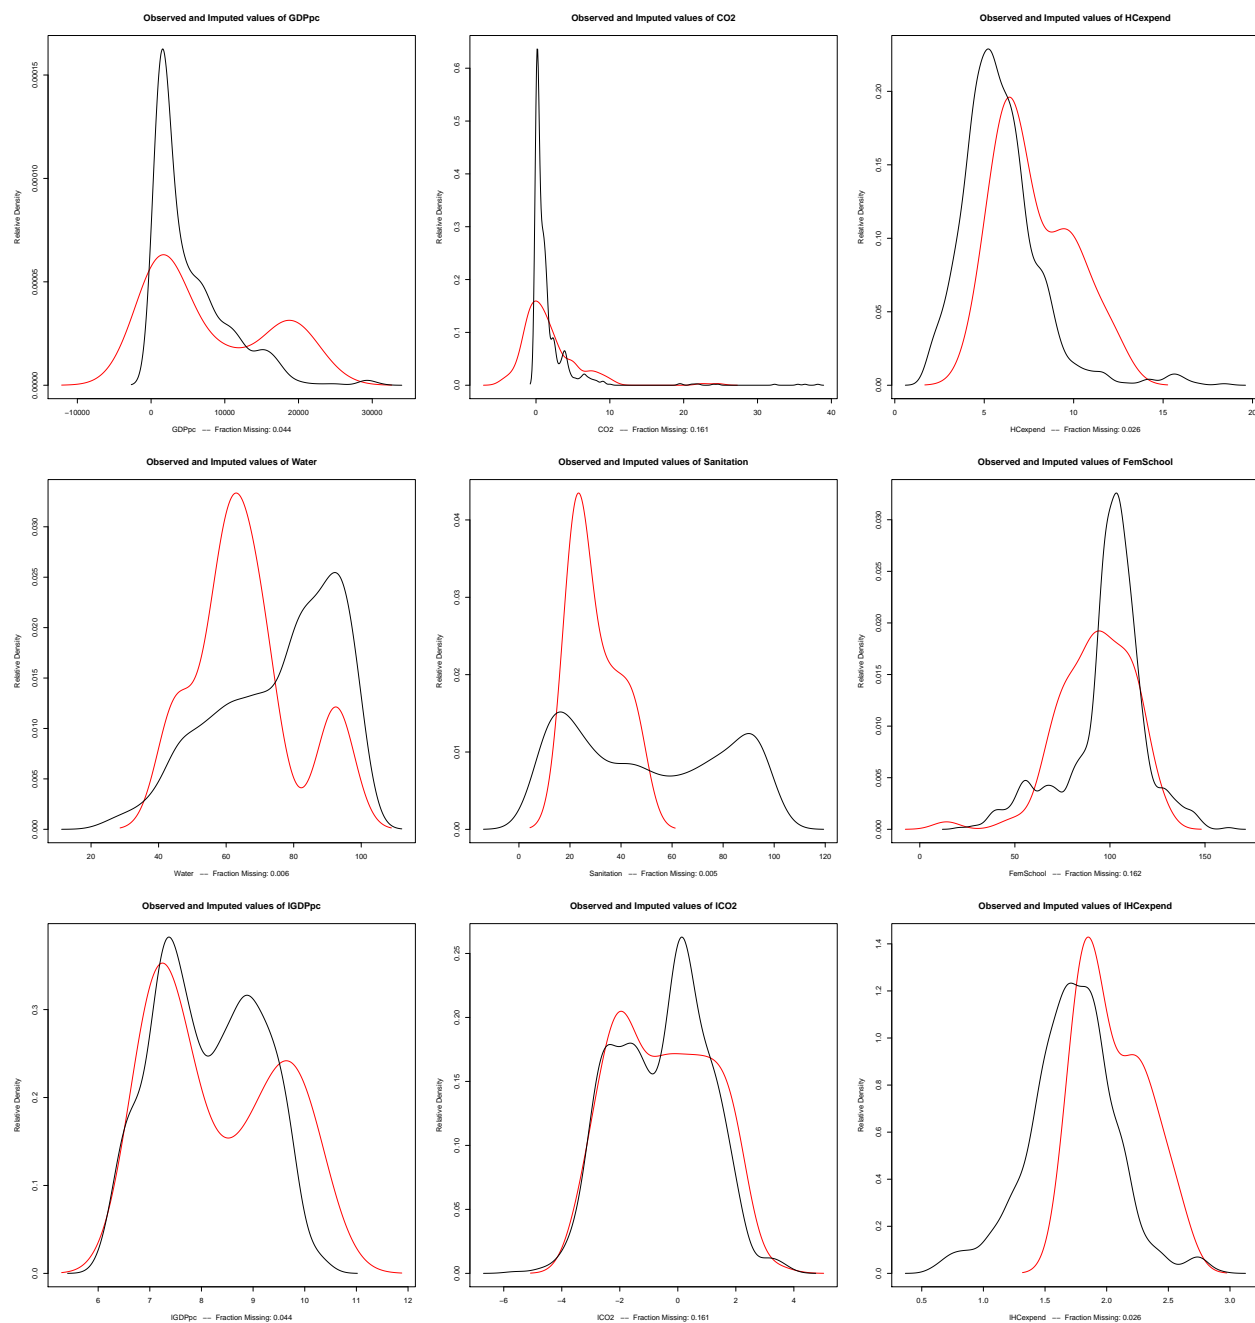 Observed and Imputed values of GDPpc
Relative Density
0.00000 0.00005 0.00010 0.00015
−10000 0 10000 20000 30000
GDPpc −− Fraction Missing: 0.044
Observed and Imputed values of CO2
Relative Density
0.0 0.1 0.2 0.3 0.4 0.5 0.6
0 10 20 30 40
CO2 −− Fraction Missing: 0.161
Observed and Imputed values of HCexpend
Relative Density
0.00 0.05 0.10 0.15 0.20
0 5 10 15 20
HCexpend −− Fraction Missing: 0.026
Observed and Imputed values of Water
Relative Density
0.000 0.005 0.010 0.015 0.020 0.025 0.030
20 40 60 80 100
Water −− Fraction Missing: 0.006
Observed and Imputed values of Sanitation
Relative Density
0.00 0.01 0.02 0.03 0.04
0 20 40 60 80 100 120
Sanitation −− Fraction Missing: 0.005
Observed and Imputed values of FemSchool
Relative Density
0.000 0.005 0.010 0.015 0.020 0.025 0.030
0 50 100 150
FemSchool −− Fraction Missing: 0.162
Observed and Imputed values of lGDPpc
Relative Density
0.0 0.1 0.2 0.3
6 7 8 9 10 11 12
lGDPpc −− Fraction Missing: 0.044
Observed and Imputed values of lCO2
Relative Density
0.00 0.05 0.10 0.15 0.20 0.25
−6 −4 −2 0 2 4
lCO2 −− Fraction Missing: 0.161
Observed and Imputed values of lHCexpend
Relative Density
0.0 0.2 0.4 0.6 0.8 1.0 1.2 1.4
0.5 1.0 1.5 2.0 2.5 3.0
lHCexpend −− Fraction Missing: 0.026